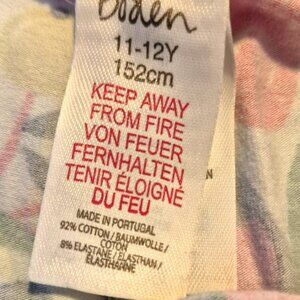 Boden
11-12Y
152cm
KEEP AWAY
FROM FIRE
VON FEUER
FERNHALTEN
TENIR ÉLOIGNÉ
DU FEU
MADE IN PORTUGAL
92% COTTON / BAUMWOLLE /
COTON
8% ELASTANE / ELASTHAN /
ÉLASTHANNE
N